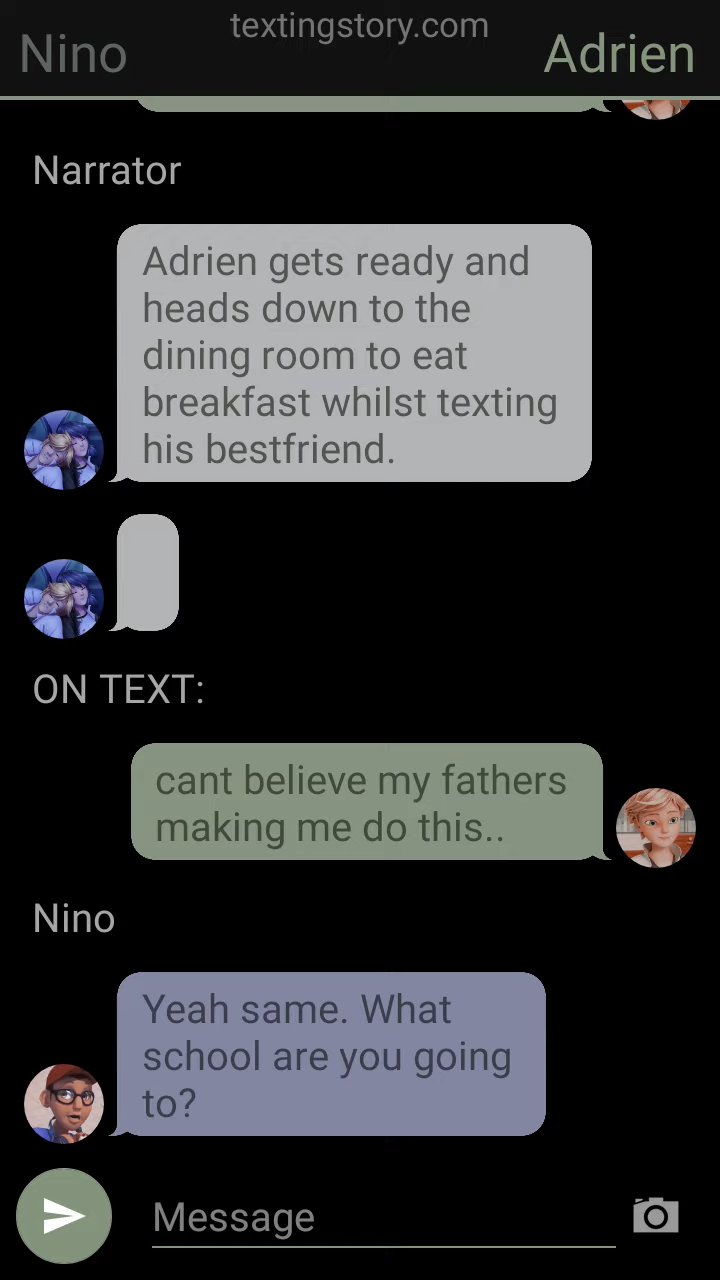 textingstory.com
Nino
Adrien
Narrator
Adrien gets ready and
heads down to the
dining room to eat
breakfast whilst texting
his bestfriend.
ON TEXT:
cant believe my fathers
making me do this..
Nino
Yeah same. What
school are you going
to?
Message